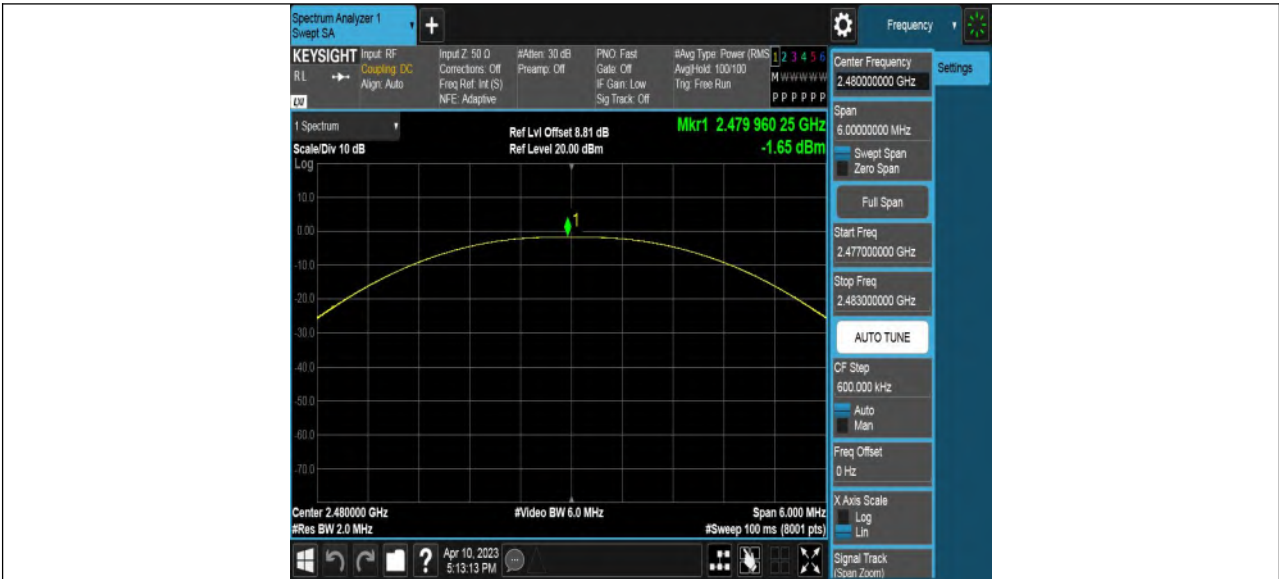 Spectrum Analyzer 1
Swept SA
+
Frequency
KEYSIGHT
RL
LXI
Input: RF
Coupling: DC
Align: Auto
Input Z: 50 Ω
Corrections: Off
Freq Ref: Int (S)
NFE: Adaptive
#Atten: 30 dB
Preamp: Off
PNO: Fast
Gate: Off
IF Gain: Low
Sig Track: Off
#Avg Type: Power (RMS
Avg|Hold: 100/100
Trig: Free Run
1 2 3 4 5 6
M W W W W W
P P P P P P
1 Spectrum
Scale/Div 10 dB
Log
Ref Lvl Offset 8.81 dB
Ref Level 20.00 dBm
Mkr1 2.479 960 25 GHz
-1.65 dBm
10.0
0.00
-10.0
-20.0
-30.0
-40.0
-50.0
-60.0
-70.0
1
Center 2.480000 GHz
#Res BW 2.0 MHz
#Video BW 6.0 MHz
Span 6.000 MHz
#Sweep 100 ms (8001 pts)
?
Apr 10, 2023
5:13:13 PM
Center Frequency
2.480000000 GHz
Settings
Span
6.00000000 MHz
Swept Span
Zero Span
Full Span
Start Freq
2.477000000 GHz
Stop Freq
2.483000000 GHz
AUTO TUNE
CF Step
600.000 kHz
Auto
Man
Freq Offset
0 Hz
X Axis Scale
Log
Lin
Signal Track
(Span Zoom)